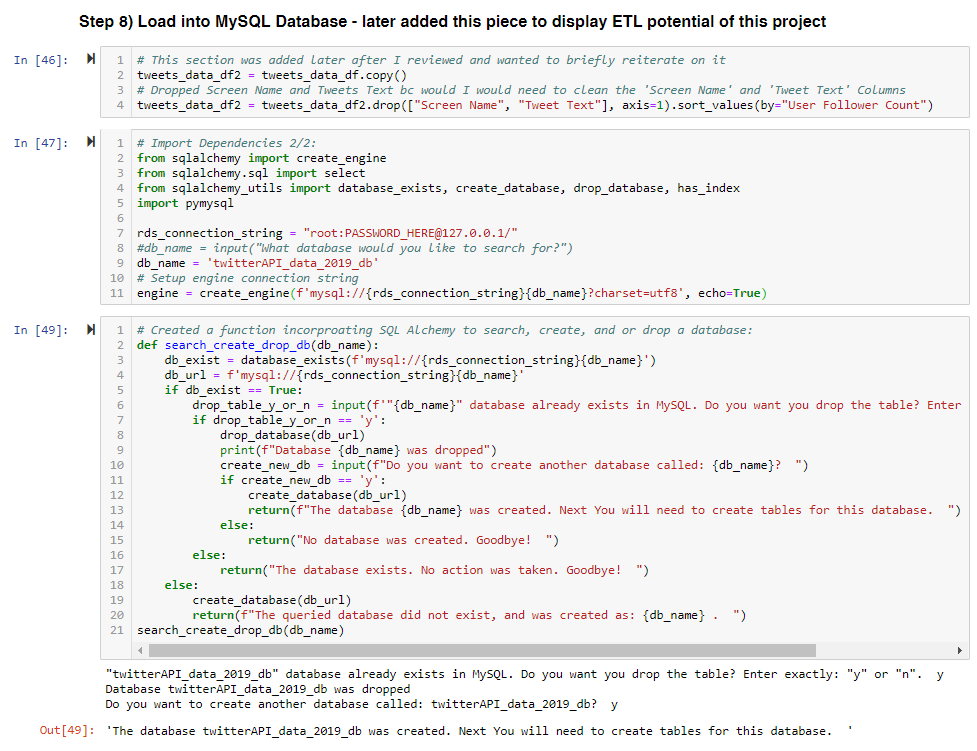 Step 8) Load into MySQL Database - later added this piece to display ETL potential of this project
In [46]:
1 # This section was added later after I reviewed and wanted to briefly reiterate on it
2 tweets_data_df2 = tweets_data_df.copy()
3 # Dropped Screen Name and Tweets Text bc would I would need to clean the 'Screen Name' and 'Tweet Text' Columns
4 tweets_data_df2 = tweets_data_df2.drop(["Screen Name", "Tweet Text"], axis=1).sort_values(by="User Follower Count")
In [47]:
1 # Import Dependencies 2/2:
2 from sqlalchemy import create_engine
3 from sqlalchemy.sql import select
4 from sqlalchemy_utils import database_exists, create_database, drop_database, has_index
5 import pymysql
6
7 rds_connection_string = "root:PASSWORD_HERE@127.0.0.1/"
8 #db_name = input("What database would you like to search for?")
9 db_name = 'twitterAPI_data_2019_db'
10 # Setup engine connection string
11 engine = create_engine(f'mysql://{rds_connection_string}{db_name}?charset=utf8', echo=True)
In [49]:
1 # Created a function incorproating SQL Alchemy to search, create, and or drop a database:
2 def search_create_drop_db(db_name):
3     db_exist = database_exists(f'mysql://{rds_connection_string}{db_name}')
4     db_url = f'mysql://{rds_connection_string}{db_name}'
5     if db_exist == True:
6         drop_table_y_or_n = input(f'"{db_name}" database already exists in MySQL. Do you want you drop the table? Enter
7         if drop_table_y_or_n == 'y':
8             drop_database(db_url)
9             print(f"Database {db_name} was dropped")
10             create_new_db = input(f"Do you want to create another database called: {db_name}?  ")
11             if create_new_db == 'y':
12                 create_database(db_url)
13                 return(f"The database {db_name} was created. Next You will need to create tables for this database.  ")
14             else:
15                 return("No database was created. Goodbye!  ")
16         else:
17             return("The database exists. No action was taken. Goodbye!  ")
18     else:
19         create_database(db_url)
20         return(f"The queried database did not exist, and was created as: {db_name} .  ")
21 search_create_drop_db(db_name)
"twitterAPI_data_2019_db" database already exists in MySQL. Do you want you drop the table? Enter exactly: "y" or "n".  y
Database twitterAPI_data_2019_db was dropped
Do you want to create another database called: twitterAPI_data_2019_db?  y
Out[49]: 'The database twitterAPI_data_2019_db was created. Next You will need to create tables for this database.  '